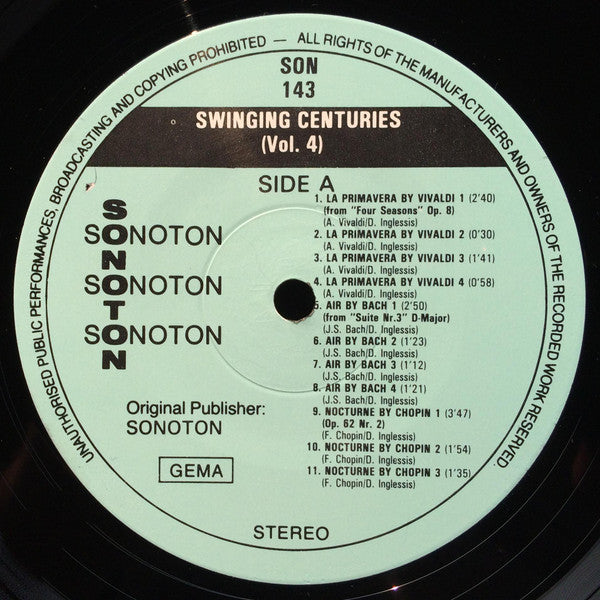 UNAUTHORISED PUBLIC PERFORMANCES, BROADCASTING AND COPYING PROHIBITED — ALL RIGHTS OF THE MANUFACTURERS AND OWNERS OF THE RECORDED WORK RESERVED
SON
143
SWINGING CENTURIES
(Vol. 4)
SIDE A
SONOTON
SONOTON
SONOTON
SONOTON
Original Publisher:
SONOTON
GEMA
1. LA PRIMAVERA BY VIVALDI 1 (2'40)
(from "Four Seasons" Op. 8)
(A. Vivaldi/D. Inglessis)
2. LA PRIMAVERA BY VIVALDI 2 (0'30)
(A. Vivaldi/D. Inglessis)
3. LA PRIMAVERA BY VIVALDI 3 (1'41)
(A. Vivaldi/D. Inglessis)
4. LA PRIMAVERA BY VIVALDI 4 (0'58)
(A. Vivaldi/D. Inglessis)
5. AIR BY BACH 1 (2'50)
(from "Suite Nr.3" D-Major)
(J.S. Bach/D. Inglessis)
6. AIR BY BACH 2 (1'23)
(J.S. Bach/D. Inglessis)
7. AIR BY BACH 3 (1'12)
(J.S. Bach/D. Inglessis)
8. AIR BY BACH 4 (1'21)
(J.S. Bach/D. Inglessis)
9. NOCTURNE BY CHOPIN 1 (3'47)
(Op. 62 Nr. 2)
(F. Chopin/D. Inglessis)
10. NOCTURNE BY CHOPIN 2 (1'54)
(F. Chopin/D. Inglessis)
11. NOCTURNE BY CHOPIN 3 (1'35)
(F. Chopin/D. Inglessis)
STEREO